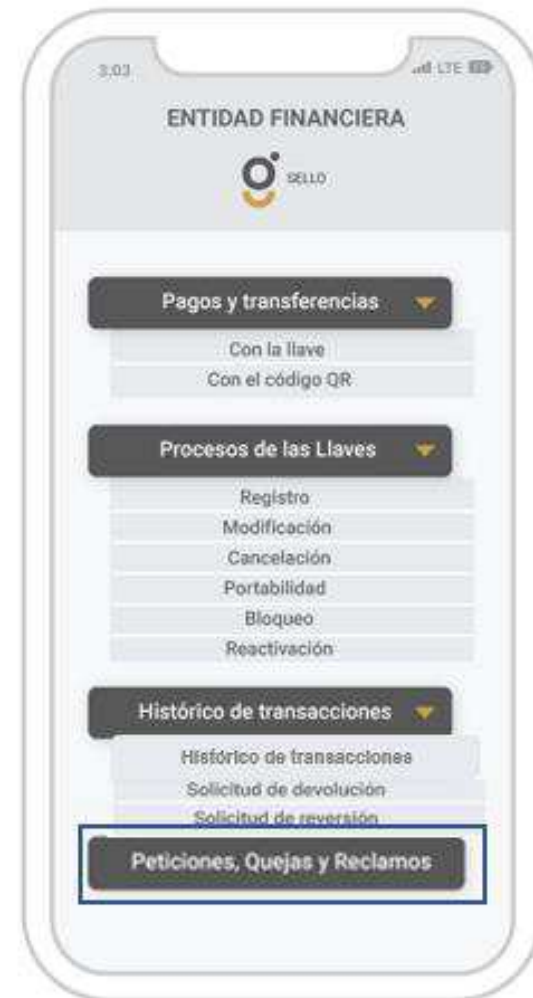 3:03
LTE
ENTIDAD FINANCIERA
SELLO
Pagos y transferencias
Con la llave
Con el código QR
Procesos de las Llaves
Registro
Modificación
Cancelación
Portabilidad
Bloqueo
Reactivación
Histórico de transacciones
Histórico de transacciones
Solicitud de devolución
Solicitud de reversión
Peticiones, Quejas y Reclamos